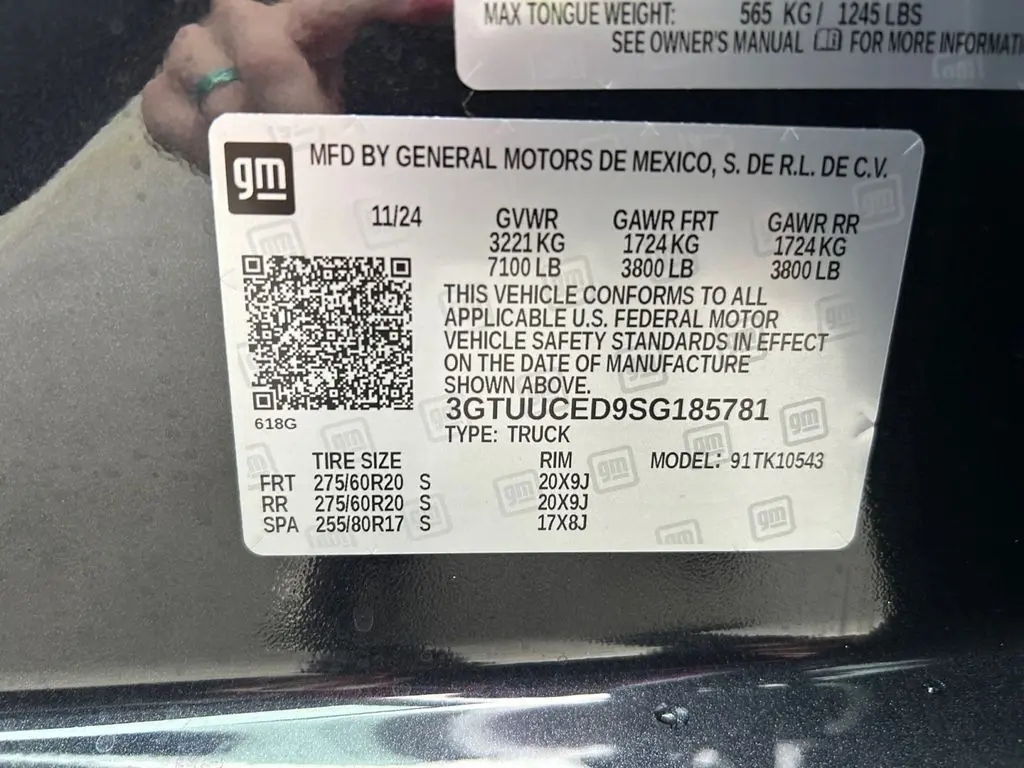 MAX TONGUE WEIGHT: 565 KG / 1245 LBS
SEE OWNER'S MANUAL FOR MORE INFORMATI
gm MFD BY GENERAL MOTORS DE MEXICO, S. DE R.L. DE C.V.
11/24 GVWR GAWR FRT GAWR RR
3221 KG 1724 KG 1724 KG
7100 LB 3800 LB 3800 LB
THIS VEHICLE CONFORMS TO ALL
APPLICABLE U.S. FEDERAL MOTOR
VEHICLE SAFETY STANDARDS IN EFFECT
ON THE DATE OF MANUFACTURE
SHOWN ABOVE.
3GTUUCED9SG185781
618G
TYPE: TRUCK
TIRE SIZE RIM MODEL: 91TK10543
FRT 275/60R20 S 20X9J
RR 275/60R20 S 20X9J
SPA 255/80R17 S 17X8J